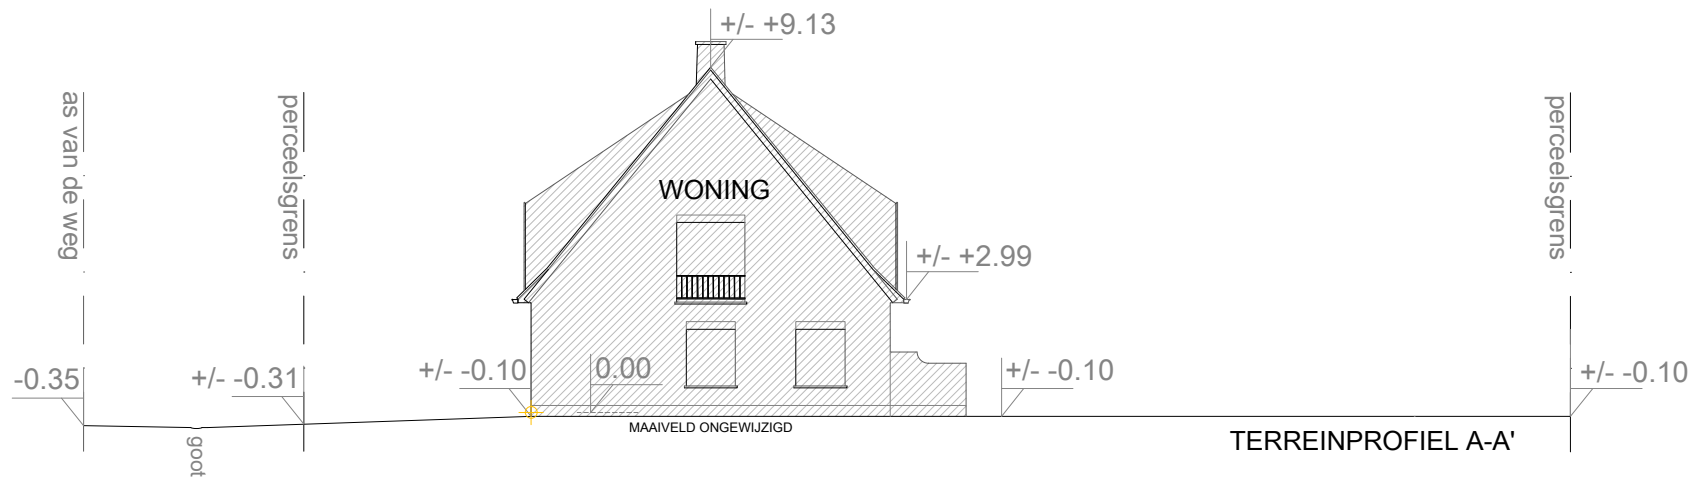 +/- +9.13
as van de weg
perceelsgrens
perceelsgrens
WONING
+/- +2.99
-0.35
+/- -0.31
+/- -0.10
0.00
+/- -0.10
+/- -0.10
MAAIVELD ONGEWIJZIGD
goot
TERREINPROFIEL A-A'